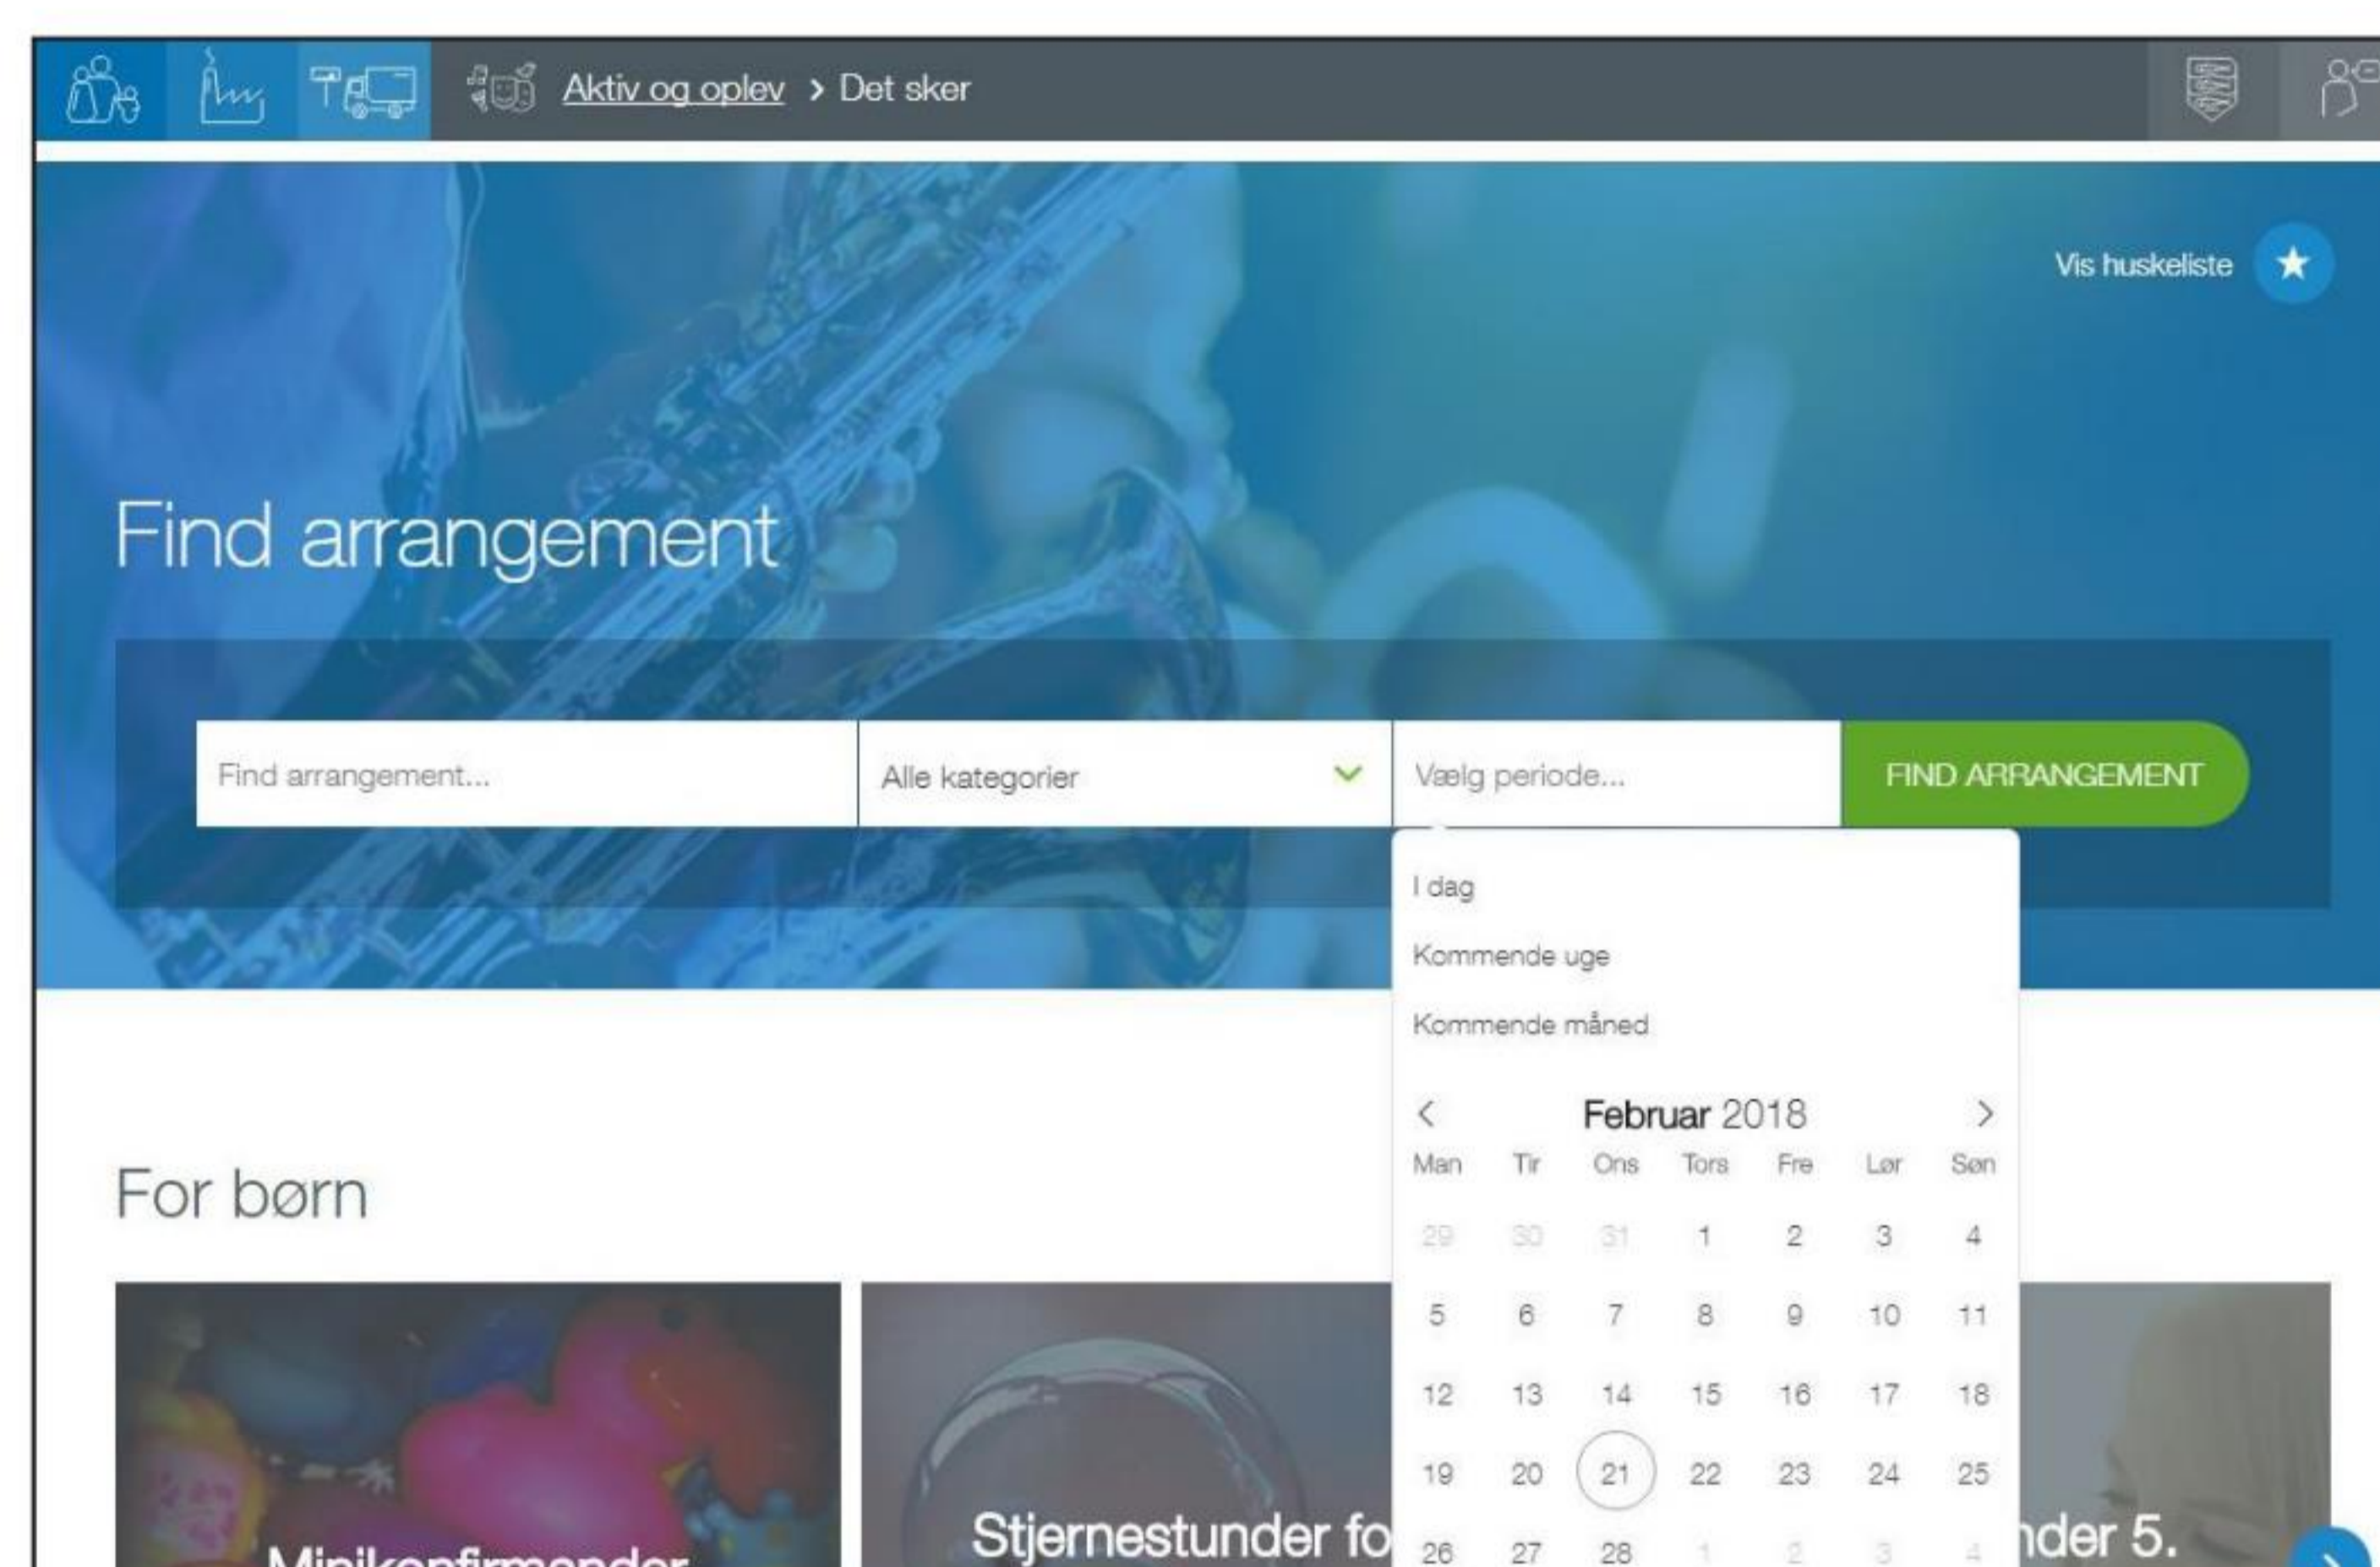 Aktiv og oplev > Det sker
Vis huskeliste
Find arrangement
Find arrangement...
Alle kategorier
Vælg periode...
FIND ARRANGEMENT
I dag
Kommende uge
Kommende måned
< Februar 2018 >
Man Tir Ons Tors Fre Lør Søn
29 30 31 1 2 3 4
5 6 7 8 9 10 11
12 13 14 15 16 17 18
19 20 21 22 23 24 25
26 27 28 1 2 3 4
For børn
Minikonfirmander
Stjernestunder fo
nder 5.